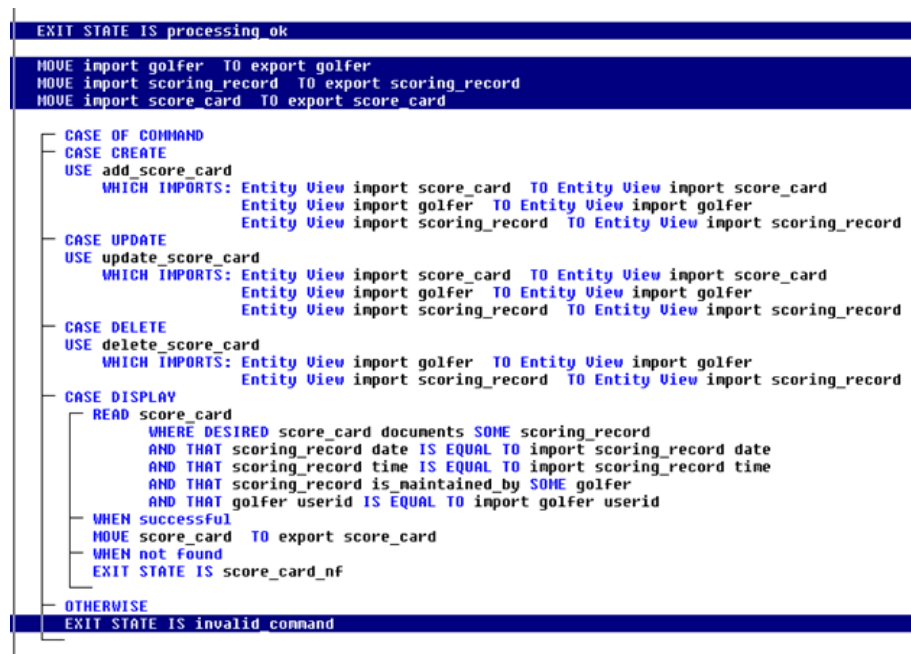 EXIT STATE IS processing_ok
MOVE import golfer TO export golfer
MOVE import scoring_record TO export scoring_record
MOVE import score_card TO export score_card
CASE OF COMMAND
CASE CREATE
USE add_score_card
WHICH IMPORTS: Entity View import score_card TO Entity View import score_card
Entity View import golfer TO Entity View import golfer
Entity View import scoring_record TO Entity View import scoring_record
CASE UPDATE
USE update_score_card
WHICH IMPORTS: Entity View import score_card TO Entity View import score_card
Entity View import golfer TO Entity View import golfer
Entity View import scoring_record TO Entity View import scoring_record
CASE DELETE
USE delete_score_card
WHICH IMPORTS: Entity View import golfer TO Entity View import golfer
Entity View import scoring_record TO Entity View import scoring_record
CASE DISPLAY
READ score_card
WHERE DESIRED score_card documents SOME scoring_record
AND THAT scoring_record date IS EQUAL TO import scoring_record date
AND THAT scoring_record time IS EQUAL TO import scoring_record time
AND THAT scoring_record is_maintained_by SOME golfer
AND THAT golfer userid IS EQUAL TO import golfer userid
WHEN successful
MOVE score_card TO export score_card
WHEN not found
EXIT STATE IS score_card_nf
OTHERWISE
EXIT STATE IS invalid_command